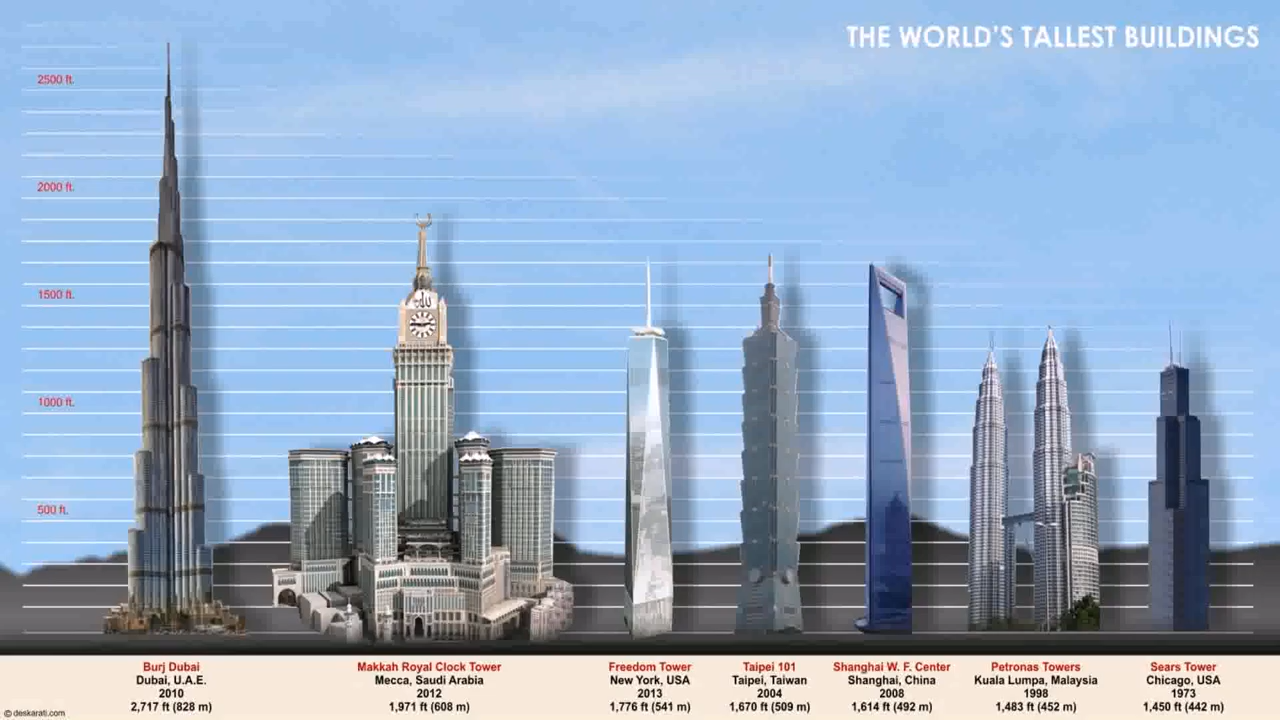 THE WORLD'S TALLEST BUILDINGS
2500 ft.
2000 ft.
1500 ft.
1000 ft.
500 ft.
Burj Dubai
Dubai, U.A.E.
2010
2,717 ft (828 m)
Makkah Royal Clock Tower
Mecca, Saudi Arabia
2012
1,971 ft (608 m)
Freedom Tower
New York, USA
2013
1,776 ft (541 m)
Taipei 101
Taipei, Taiwan
2004
1,670 ft (509 m)
Shanghai W. F. Center
Shanghai, China
2008
1,614 ft (492 m)
Petronas Towers
Kuala Lumpa, Malaysia
1998
1,483 ft (452 m)
Sears Tower
Chicago, USA
1973
1,450 ft (442 m)
© deskarati.com